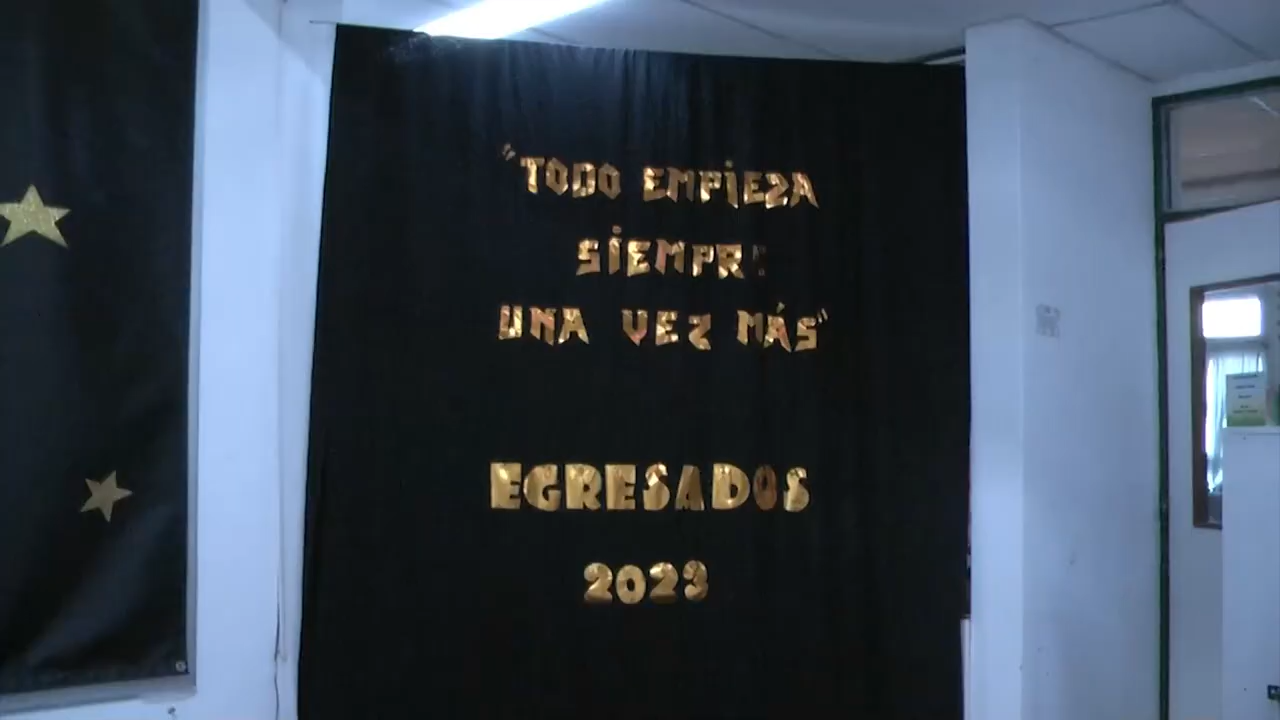 "TODO EMPIEZA
SIEMPRE
UNA VEZ MÁS"
EGRESADOS
2023